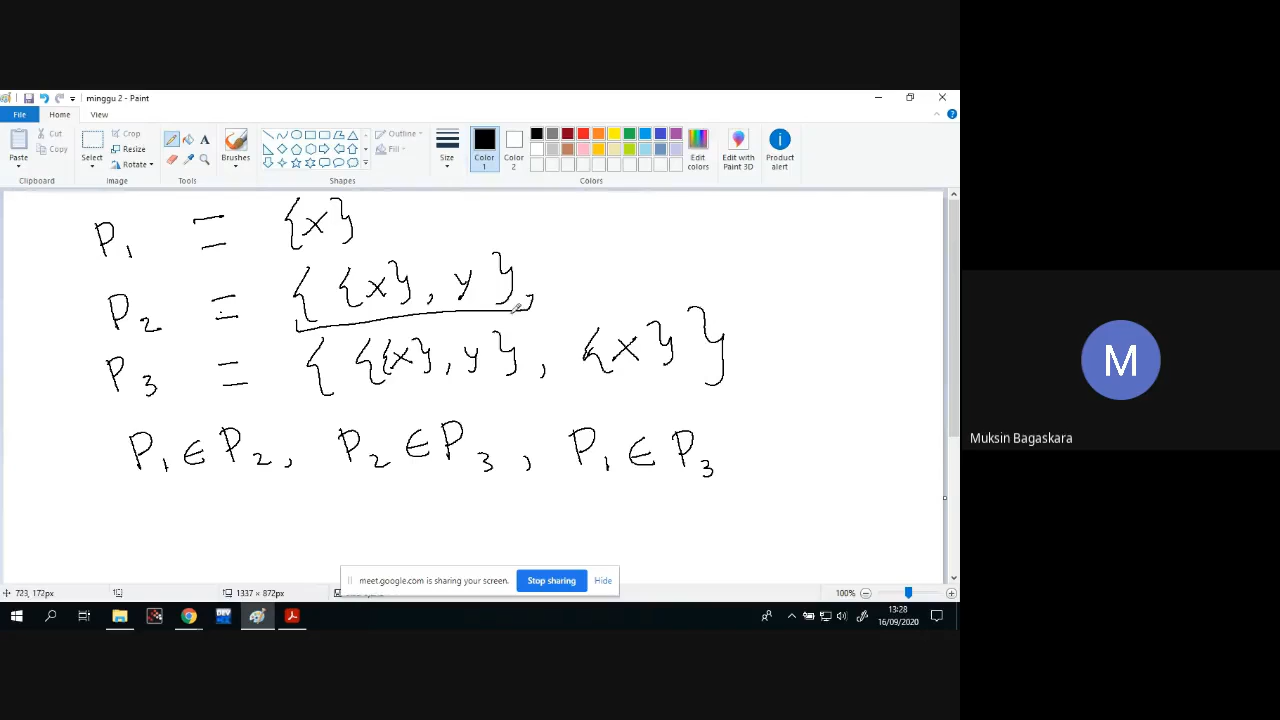 minggu 2 - Paint
File Home View
Paste Cut Copy Select Crop Resize Rotate Brushes Outline Fill Size Color 1 Color 2 Edit colors Edit with Paint 3D Product alert
Clipboard Image Tools Shapes Colors
P1 = {x}
P2 = { {x}, y },
P3 = { {{x}, y}, {x} }
P1 ∈ P2, P2 ∈ P3, P1 ∈ P3
M
Muksin Bagaskara
meet.google.com is sharing your screen. Stop sharing Hide
723, 172px 1337 × 872px 100%
DEV 13:28
16/09/2020